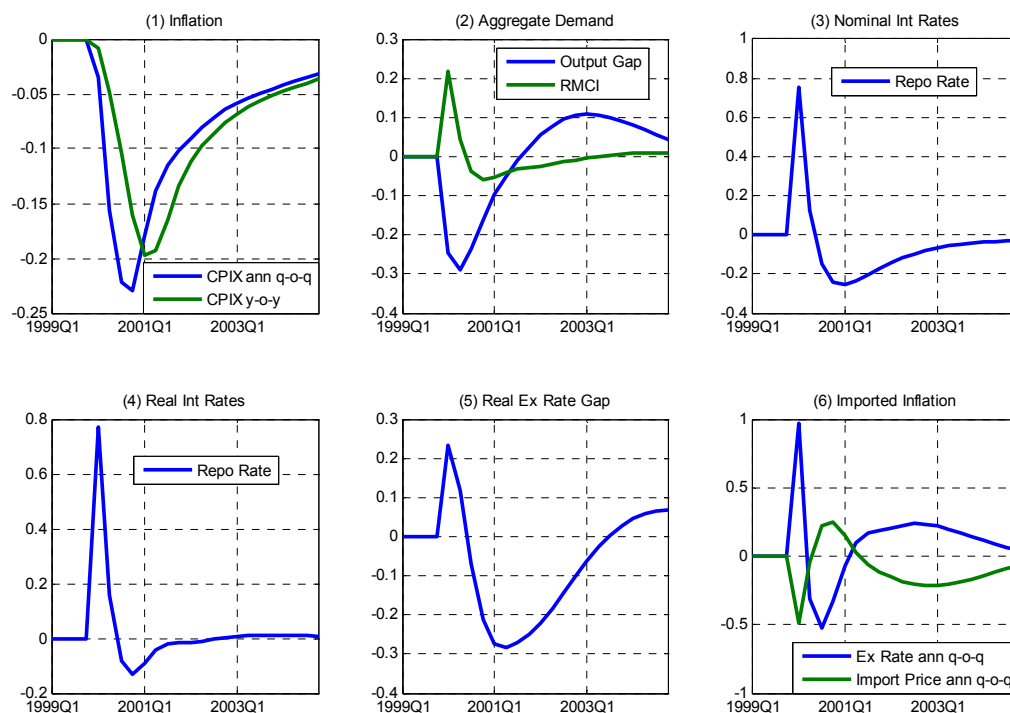 (1) Inflation
0
-0.05
-0.1
-0.15
-0.2
-0.25
CPIX ann q-o-q
CPIX y-o-y
1999Q1 2001Q1 2003Q1
(2) Aggregate Demand
0.3
0.2
0.1
0
-0.1
-0.2
-0.3
-0.4
Output Gap
RMCI
1999Q1 2001Q1 2003Q1
(3) Nominal Int Rates
1
0.8
0.6
0.4
0.2
0
-0.2
-0.4
Repo Rate
1999Q1 2001Q1 2003Q1
(4) Real Int Rates
0.8
0.6
0.4
0.2
0
-0.2
Repo Rate
1999Q1 2001Q1 2003Q1
(5) Real Ex Rate Gap
0.3
0.2
0.1
0
-0.1
-0.2
-0.3
-0.4
1999Q1 2001Q1 2003Q1
(6) Imported Inflation
1
0.5
0
-0.5
-1
Ex Rate ann q-o-q
Import Price ann q-o-q
1999Q1 2001Q1 2003Q1